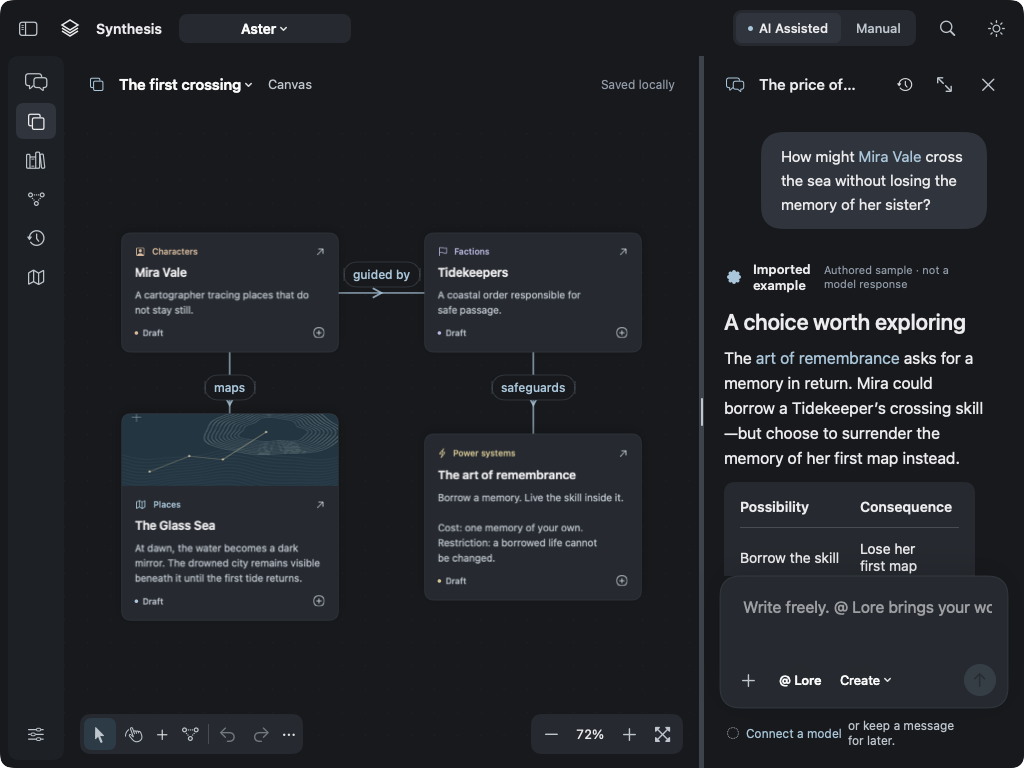 Synthesis
Aster
AI Assisted
Manual
The first crossing
Canvas
Saved locally
Characters
Mira Vale
A cartographer tracing places that do
not stay still.
Draft
guided by
Factions
Tidekeepers
A coastal order responsible for
safe passage.
Draft
maps
safeguards
Places
The Glass Sea
At dawn, the water becomes a dark
mirror. The drowned city remains visible
beneath it until the first tide returns.
Draft
Power systems
The art of remembrance
Borrow a memory. Live the skill inside it.
Cost: one memory of your own.
Restriction: a borrowed life cannot
be changed.
Draft
72%
The price of...
How might Mira Vale cross
the sea without losing the
memory of her sister?
Imported
example
Authored sample · not a
model response
A choice worth exploring
The art of remembrance asks for a
memory in return. Mira could
borrow a Tidekeeper’s crossing skill
—but choose to surrender the
memory of her first map instead.
Possibility Consequence
Borrow the skill
Lose her
first map
Write freely. @ Lore brings your wo
@ Lore
Create
Connect a model
or keep a message
for later.